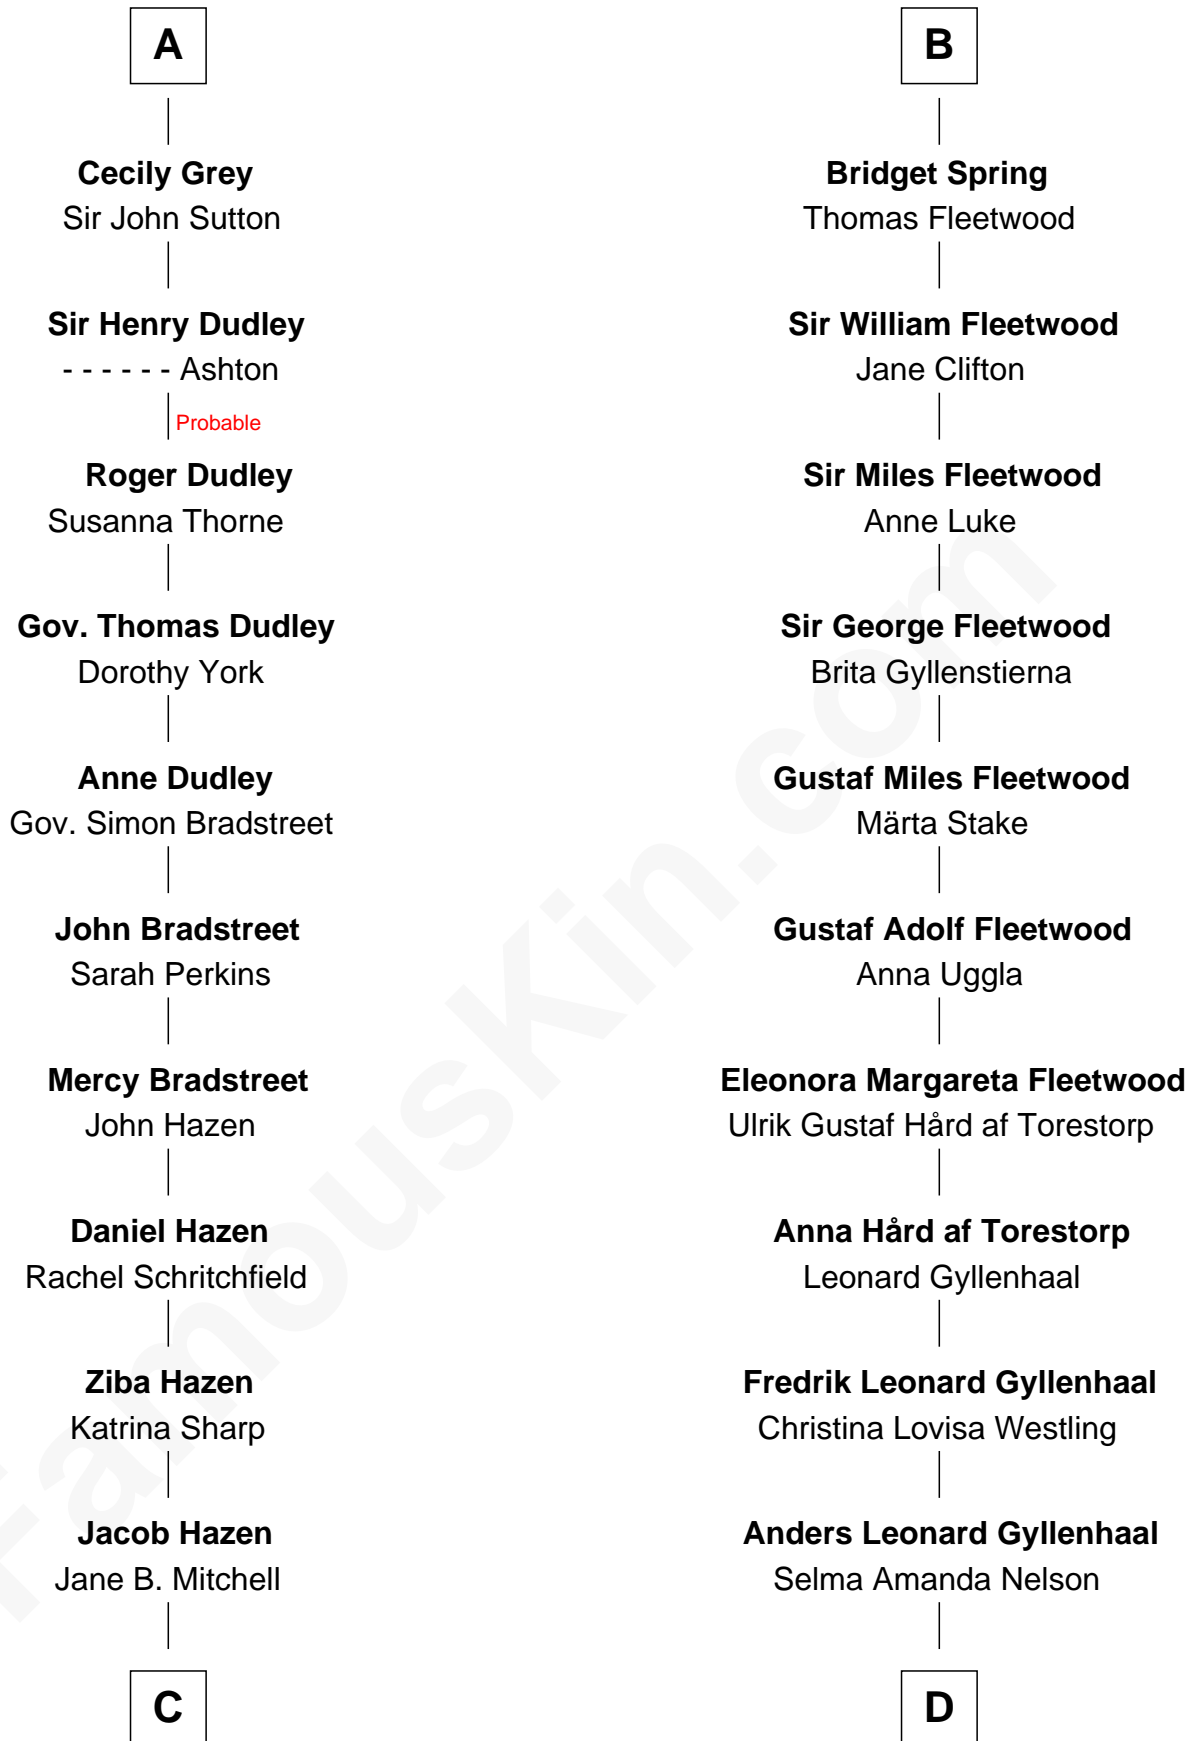 A
Cecily Grey
Sir John Sutton
Sir Henry Dudley
- - - - - - Ashton
Probable
Roger Dudley
Susanna Thorne
Gov. Thomas Dudley
Dorothy York
Anne Dudley
Gov. Simon Bradstreet
John Bradstreet
Sarah Perkins
Mercy Bradstreet
John Hazen
Daniel Hazen
Rachel Schritchfield
Ziba Hazen
Katrina Sharp
Jacob Hazen
Jane B. Mitchell
C
B
Bridget Spring
Thomas Fleetwood
Sir William Fleetwood
Jane Clifton
Sir Miles Fleetwood
Anne Luke
Sir George Fleetwood
Brita Gyllenstierna
Gustaf Miles Fleetwood
Märta Stake
Gustaf Adolf Fleetwood
Anna Uggla
Eleonora Margareta Fleetwood
Ulrik Gustaf Hård af Torestorp
Anna Hård af Torestorp
Leonard Gyllenhaal
Fredrik Leonard Gyllenhaal
Christina Lovisa Westling
Anders Leonard Gyllenhaal
Selma Amanda Nelson
D
FamousKin.com